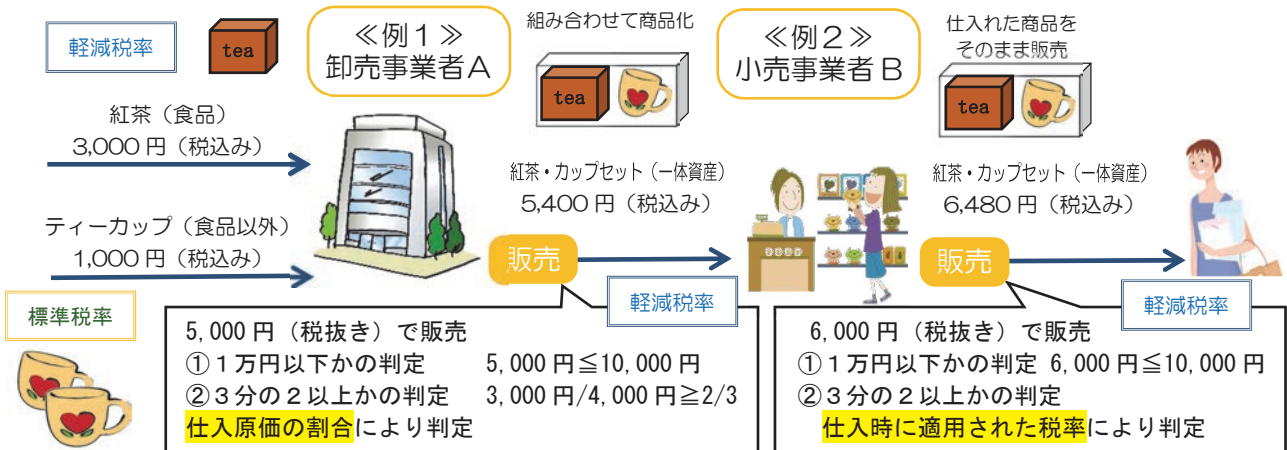 軽減税率
tea
≪例１≫
卸売事業者Ａ
組み合わせて商品化
tea
≪例２≫
小売事業者Ｂ
仕入れた商品を
そのまま販売
tea
紅茶（食品）
3,000 円（税込み）
紅茶・カップセット（一体資産）
5,400 円（税込み）
紅茶・カップセット（一体資産）
6,480 円（税込み）
ティーカップ（食品以外）
1,000 円（税込み）
販売
販売
標準税率
軽減税率
5,000 円（税抜き）で販売
①１万円以下かの判定 5,000 円≦10,000 円
②３分の２以上かの判定 3,000 円/4,000 円≧2/3
仕入原価の割合により判定
軽減税率
6,000 円（税抜き）で販売
①１万円以下かの判定 6,000 円≦10,000 円
②３分の２以上かの判定
仕入時に適用された税率により判定